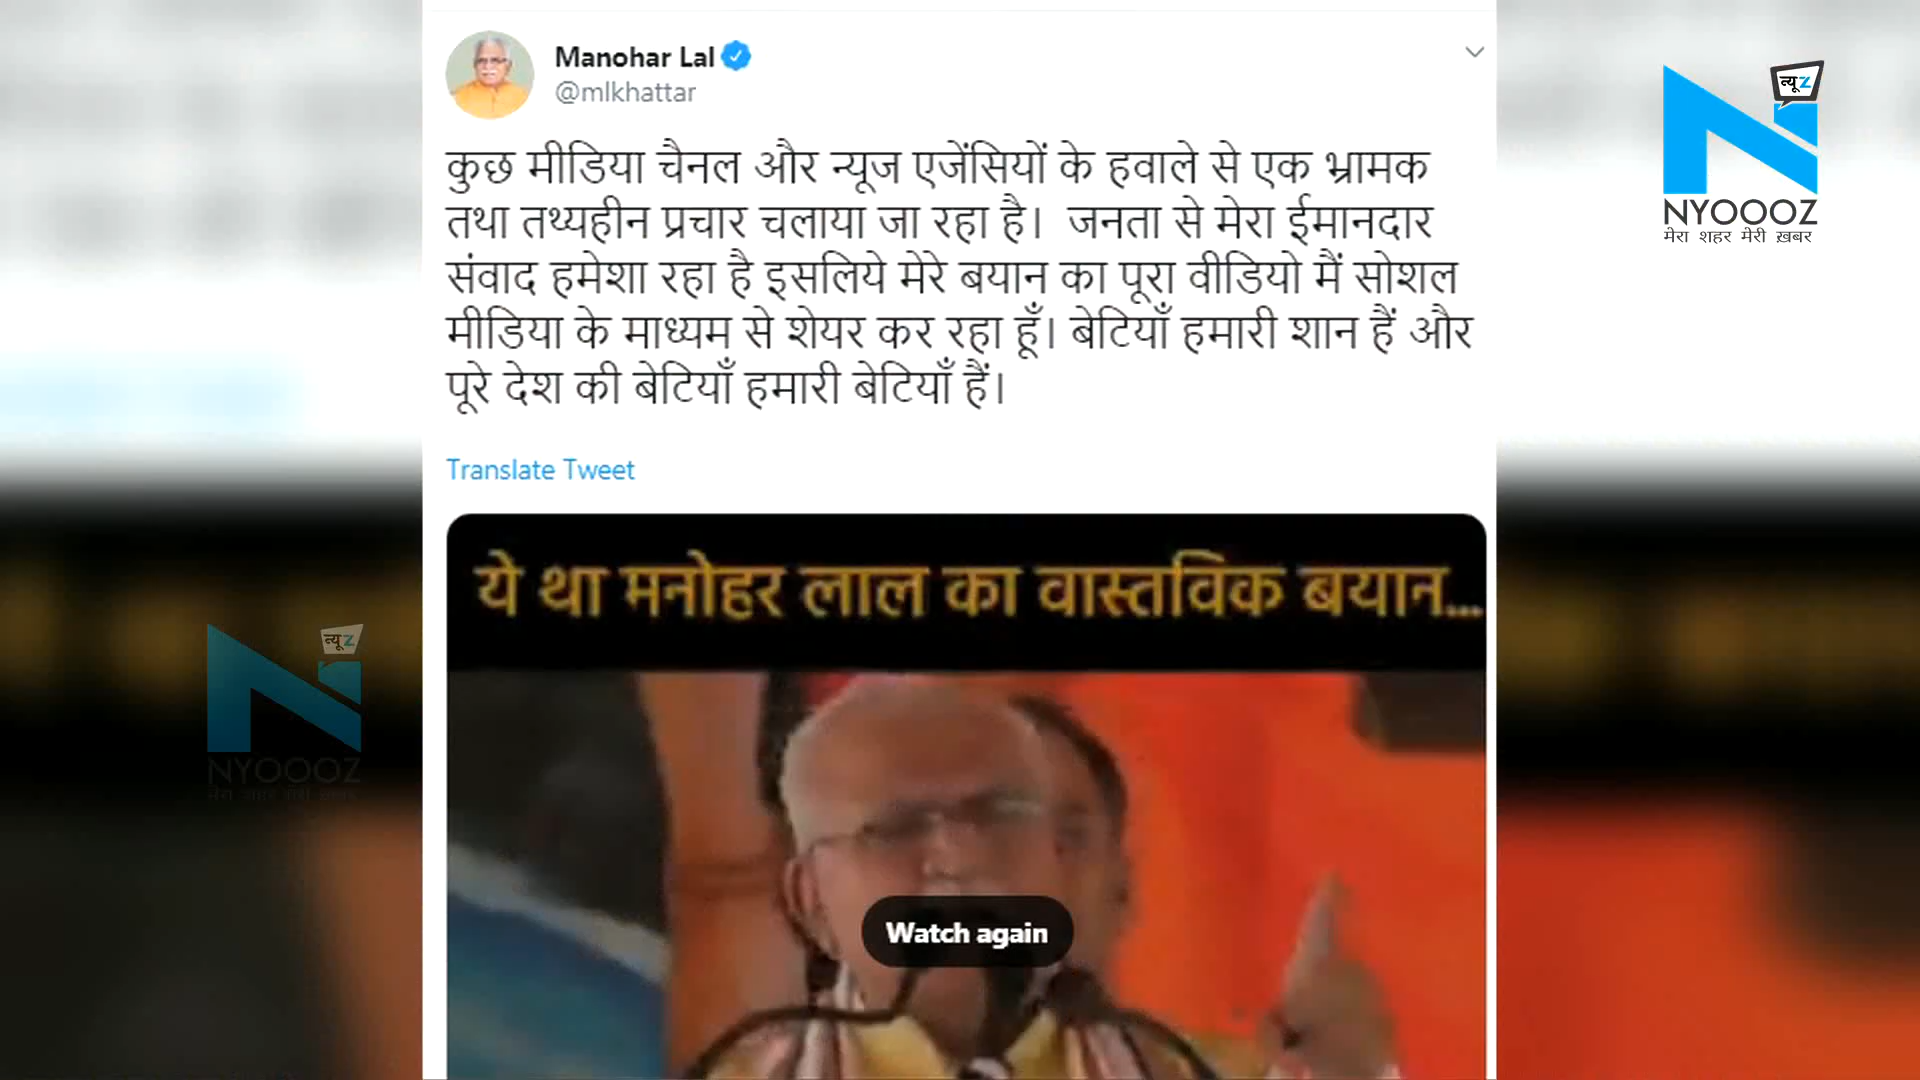 Manohar Lal
@mlkhattar
कुछ मीडिया चैनल और न्यूज एजेंसियों के हवाले से एक भ्रामक
तथा तथ्यहीन प्रचार चलाया जा रहा है। जनता से मेरा ईमानदार
संवाद हमेशा रहा है इसलिये मेरे बयान का पूरा वीडियो मैं सोशल
मीडिया के माध्यम से शेयर कर रहा हूँ। बेटियाँ हमारी शान हैं और
पूरे देश की बेटियाँ हमारी बेटियाँ हैं।
Translate Tweet
ये था मनोहर लाल का वास्तविक बयान...
Watch again
न्यूz
NYOOOZ
मेरा शहर मेरी ख़बर
न्यूz
NYOOOZ
मेरा शहर मेरी ख़बर